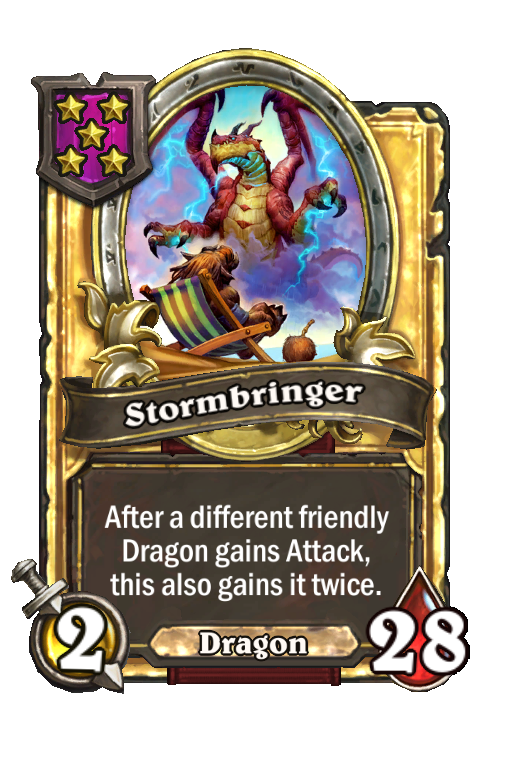 Stormbringer
After a different friendly
Dragon gains Attack,
this also gains it twice.
2
Dragon
28